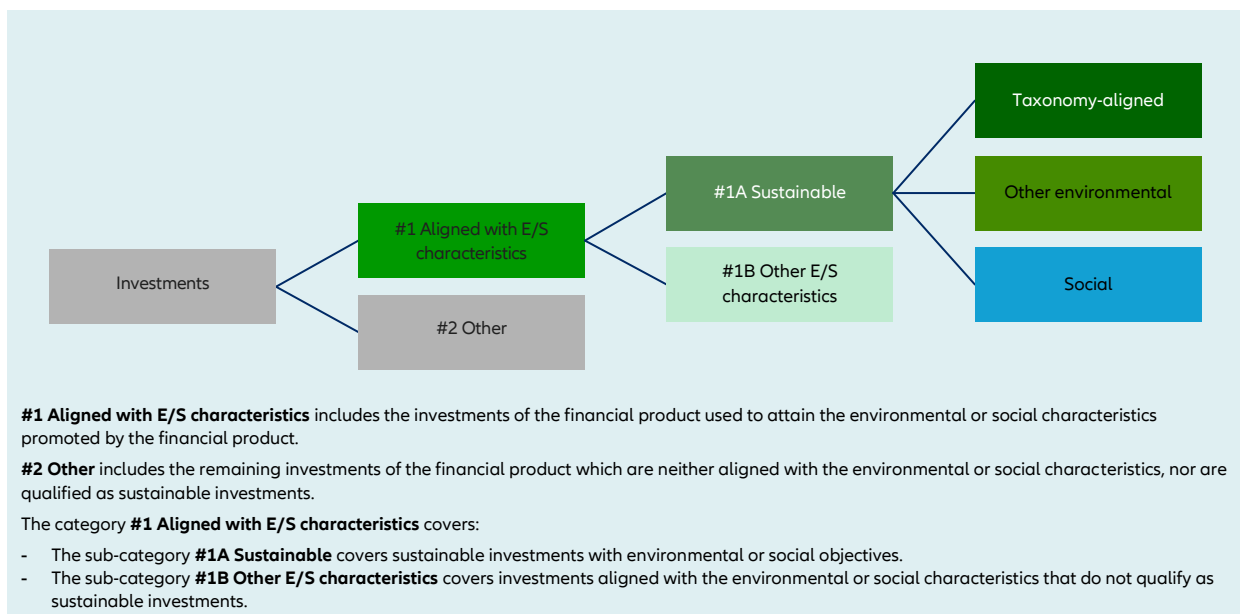 Taxonomy-aligned
#1A Sustainable
Other environmental
#1 Aligned with E/S
characteristics
#1B Other E/S
characteristics
Investments
Social
#2 Other
#1 Aligned with E/S characteristics includes the investments of the financial product used to attain the environmental or social characteristics
promoted by the financial product.
#2 Other includes the remaining investments of the financial product which are neither aligned with the environmental or social characteristics, nor are
qualified as sustainable investments.
The category #1 Aligned with E/S characteristics covers:
- The sub-category #1A Sustainable covers sustainable investments with environmental or social objectives.
- The sub-category #1B Other E/S characteristics covers investments aligned with the environmental or social characteristics that do not qualify as
sustainable investments.